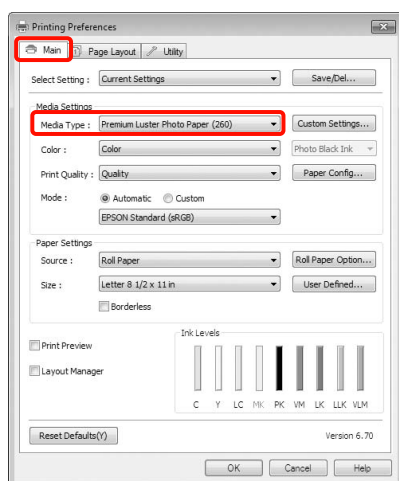 Printing Preferences
Main Page Layout Utility
Select Setting : Current Settings Save/Del...
Media Settings
Media Type : Premium Luster Photo Paper (260) Custom Settings...
Color : Color Photo Black Ink
Print Quality : Quality Paper Config...
Mode : Automatic Custom
EPSON Standard (sRGB)
Paper Settings
Source : Roll Paper Roll Paper Option...
Size : Letter 8 1/2 x 11 in User Defined...
Borderless
Ink Levels
Print Preview
Layout Manager
C Y LC MK PK VM LK LLK VLM
Reset Defaults(Y) Version 6.70
OK Cancel Help